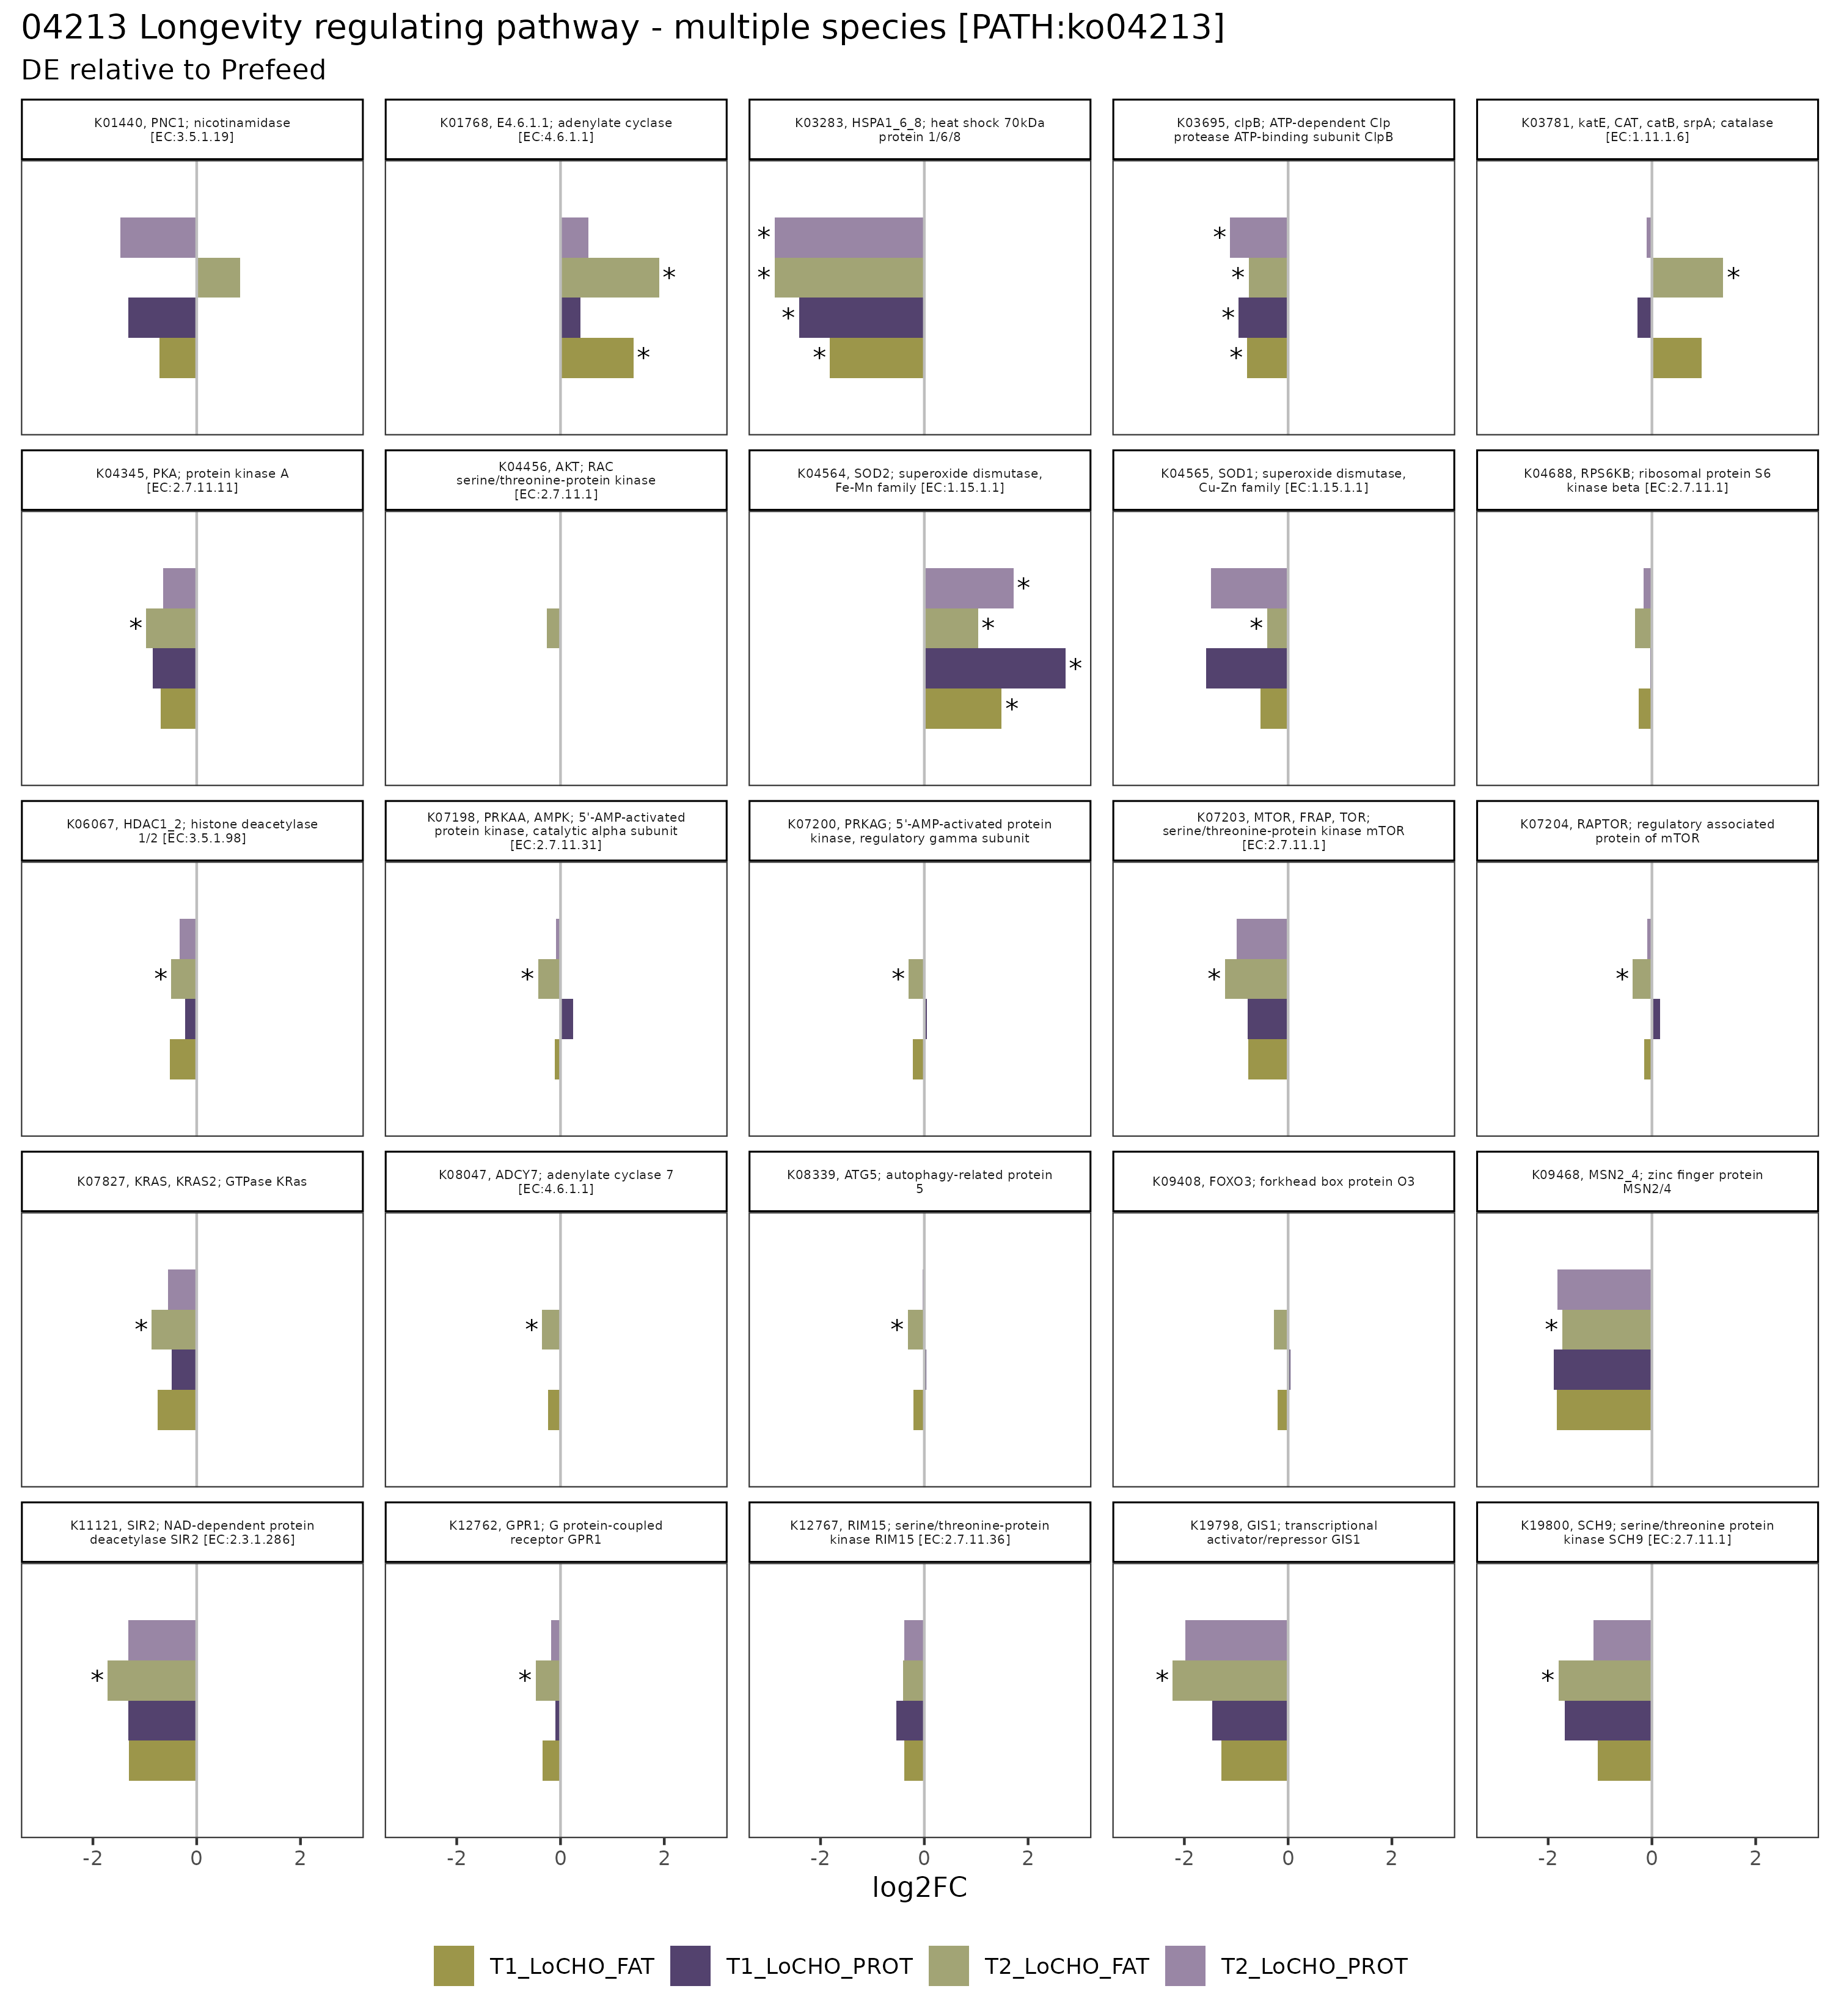 04213 Longevity regulating pathway - multiple species [PATH:ko04213]
DE relative to Prefeed
K01440, PNC1; nicotinamidase
[EC:3.5.1.19]
K01768, E4.6.1.1; adenylate cyclase
[EC:4.6.1.1]
K03283, HSPA1_6_8; heat shock 70kDa
protein 1/6/8
K03695, clpB; ATP-dependent Clp
protease ATP-binding subunit ClpB
K03781, katE, CAT, catB, srpA; catalase
[EC:1.11.1.6]
*
*
*
*
*
*
*
*
*
*
*
K04345, PKA; protein kinase A
[EC:2.7.11.11]
K04456, AKT; RAC
serine/threonine-protein kinase
[EC:2.7.11.1]
K04564, SOD2; superoxide dismutase,
Fe-Mn family [EC:1.15.1.1]
K04565, SOD1; superoxide dismutase,
Cu-Zn family [EC:1.15.1.1]
K04688, RPS6KB; ribosomal protein S6
kinase beta [EC:2.7.11.1]
*
*
*
*
*
*
K06067, HDAC1_2; histone deacetylase
1/2 [EC:3.5.1.98]
K07198, PRKAA, AMPK; 5'-AMP-activated
protein kinase, catalytic alpha subunit
[EC:2.7.11.31]
K07200, PRKAG; 5'-AMP-activated protein
kinase, regulatory gamma subunit
K07203, MTOR, FRAP, TOR;
serine/threonine-protein kinase mTOR
[EC:2.7.11.1]
K07204, RAPTOR; regulatory associated
protein of mTOR
*
*
*
*
*
K07827, KRAS, KRAS2; GTPase KRas
K08047, ADCY7; adenylate cyclase 7
[EC:4.6.1.1]
K08339, ATG5; autophagy-related protein
5
K09408, FOXO3; forkhead box protein O3
K09468, MSN2_4; zinc finger protein
MSN2/4
*
*
*
*
K11121, SIR2; NAD-dependent protein
deacetylase SIR2 [EC:2.3.1.286]
K12762, GPR1; G protein-coupled
receptor GPR1
K12767, RIM15; serine/threonine-protein
kinase RIM15 [EC:2.7.11.36]
K19798, GIS1; transcriptional
activator/repressor GIS1
K19800, SCH9; serine/threonine protein
kinase SCH9 [EC:2.7.11.1]
*
*
*
*
-2 0 2 -2 0 2 -2 0 2 -2 0 2 -2 0 2
log2FC
T1_LoCHO_FAT T1_LoCHO_PROT T2_LoCHO_FAT T2_LoCHO_PROT